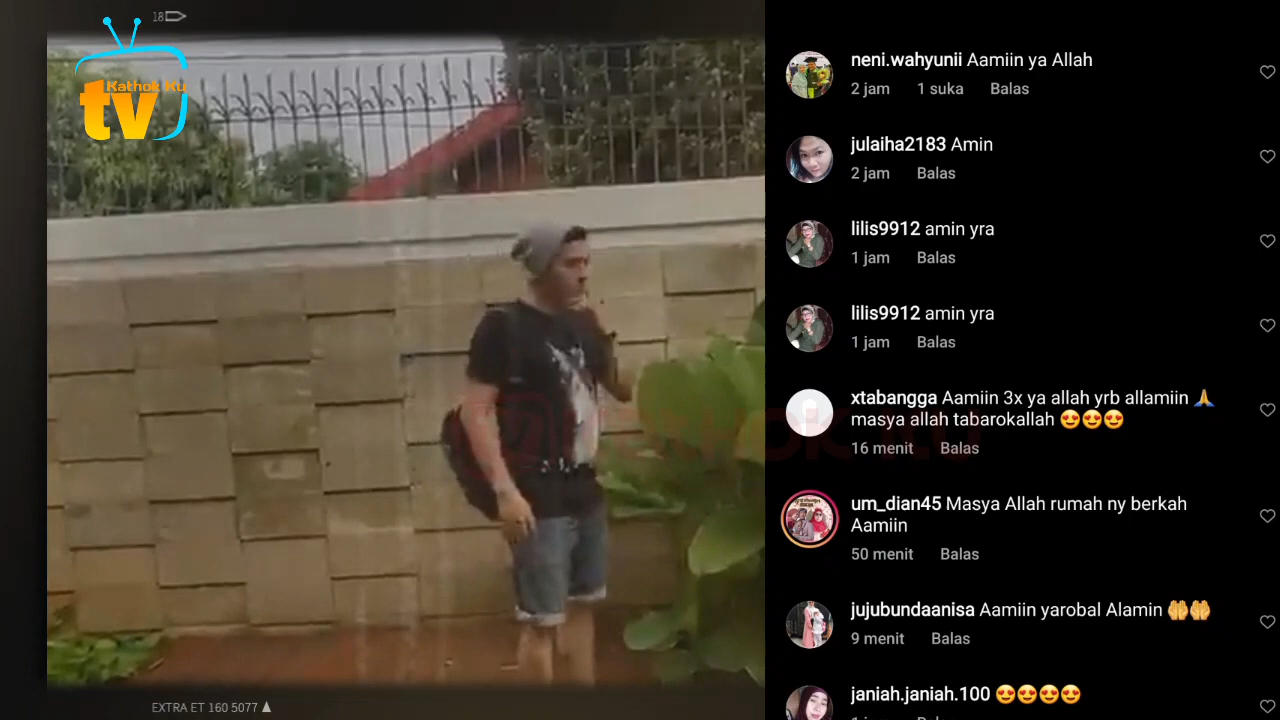 18
Kathok Ku
tv
EXTRA ET 160 5077
neni.wahyunii Aamiin ya Allah
2 jam 1 suka Balas
julaiha2183 Amin
2 jam Balas
lilis9912 amin yra
1 jam Balas
lilis9912 amin yra
1 jam Balas
xtabangga Aamiin 3x ya allah yrb allamiin 🙏
masya allah tabarokallah 😍😍😍
16 menit Balas
um_dian45 Masya Allah rumah ny berkah
Aamiin
50 menit Balas
jujubundaanisa Aamiin yarobal Alamin 🤲🤲
9 menit Balas
janiah.janiah.100 😍😍😍😍